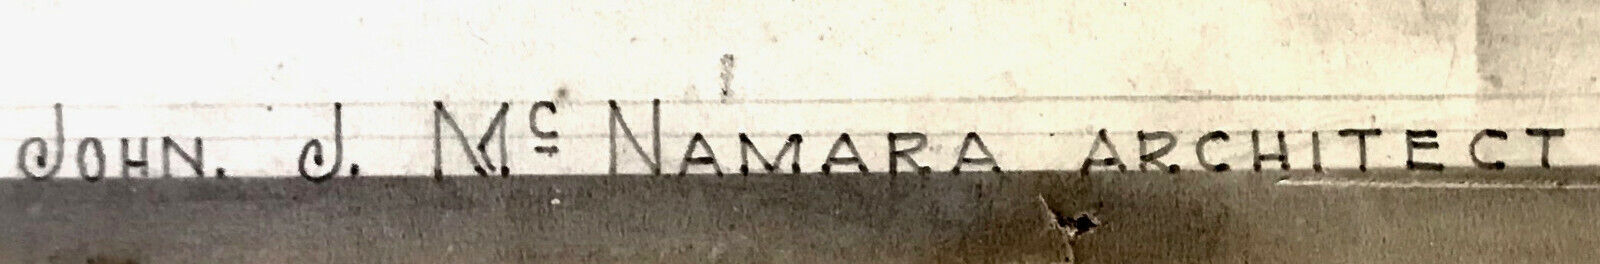 JOHN. J. Mc NAMARA ARCHITECT